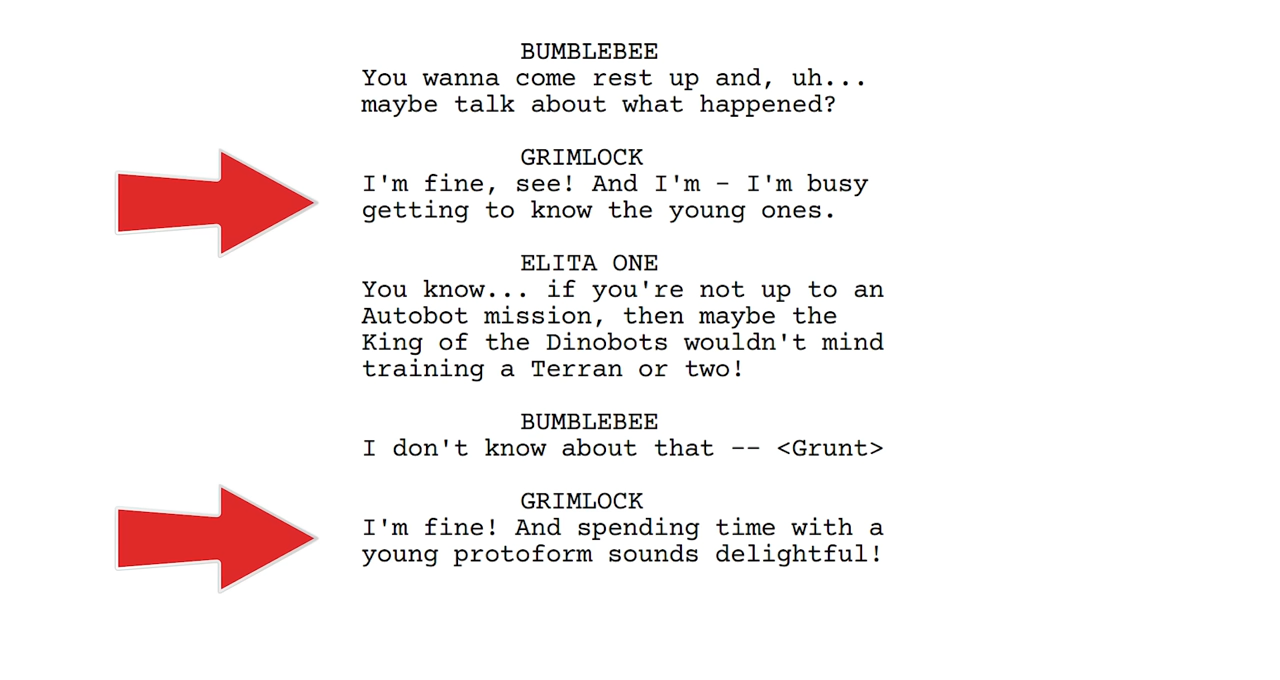 BUMBLEBEE
You wanna come rest up and, uh...
maybe talk about what happened?
GRIMLOCK
I'm fine, see! And I'm - I'm busy
getting to know the young ones.
ELITA ONE
You know... if you're not up to an
Autobot mission, then maybe the
King of the Dinobots wouldn't mind
training a Terran or two!
BUMBLEBEE
I don't know about that -- <Grunt>
GRIMLOCK
I'm fine! And spending time with a
young protoform sounds delightful!